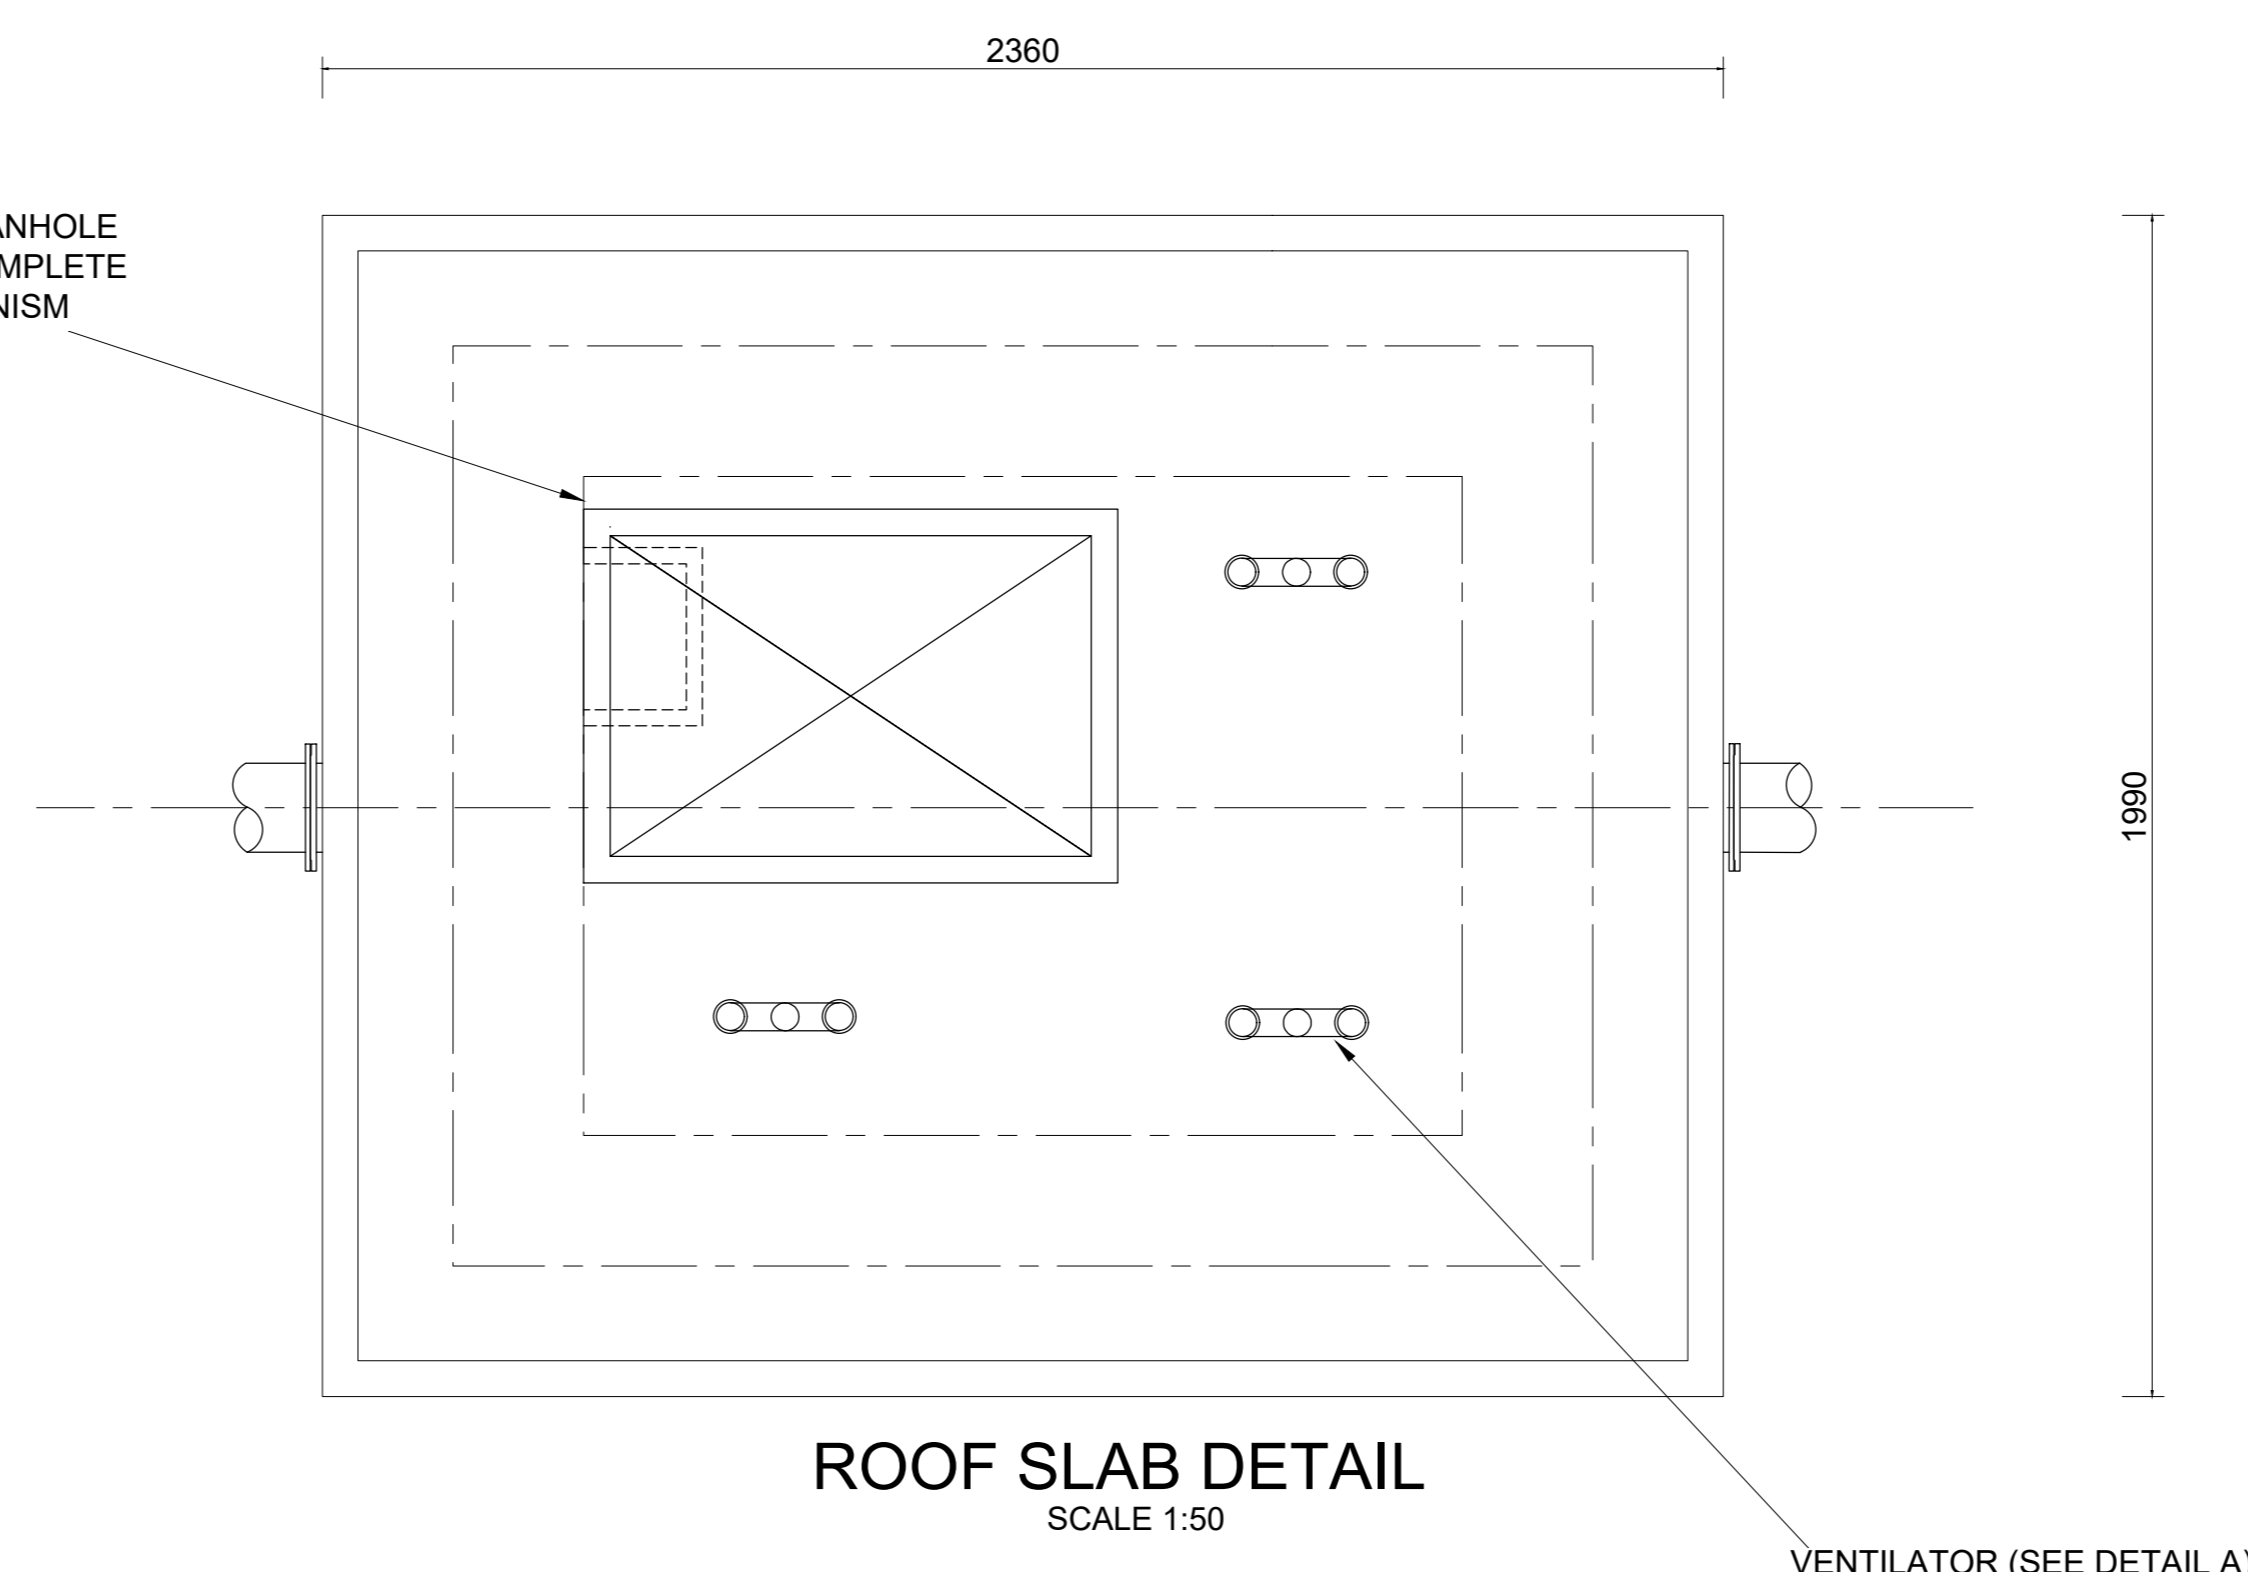 2360
ANHOLE
MPLETE
NISM
1990
ROOF SLAB DETAIL
SCALE 1:50
VENTILATOR (SEE DETAIL A)